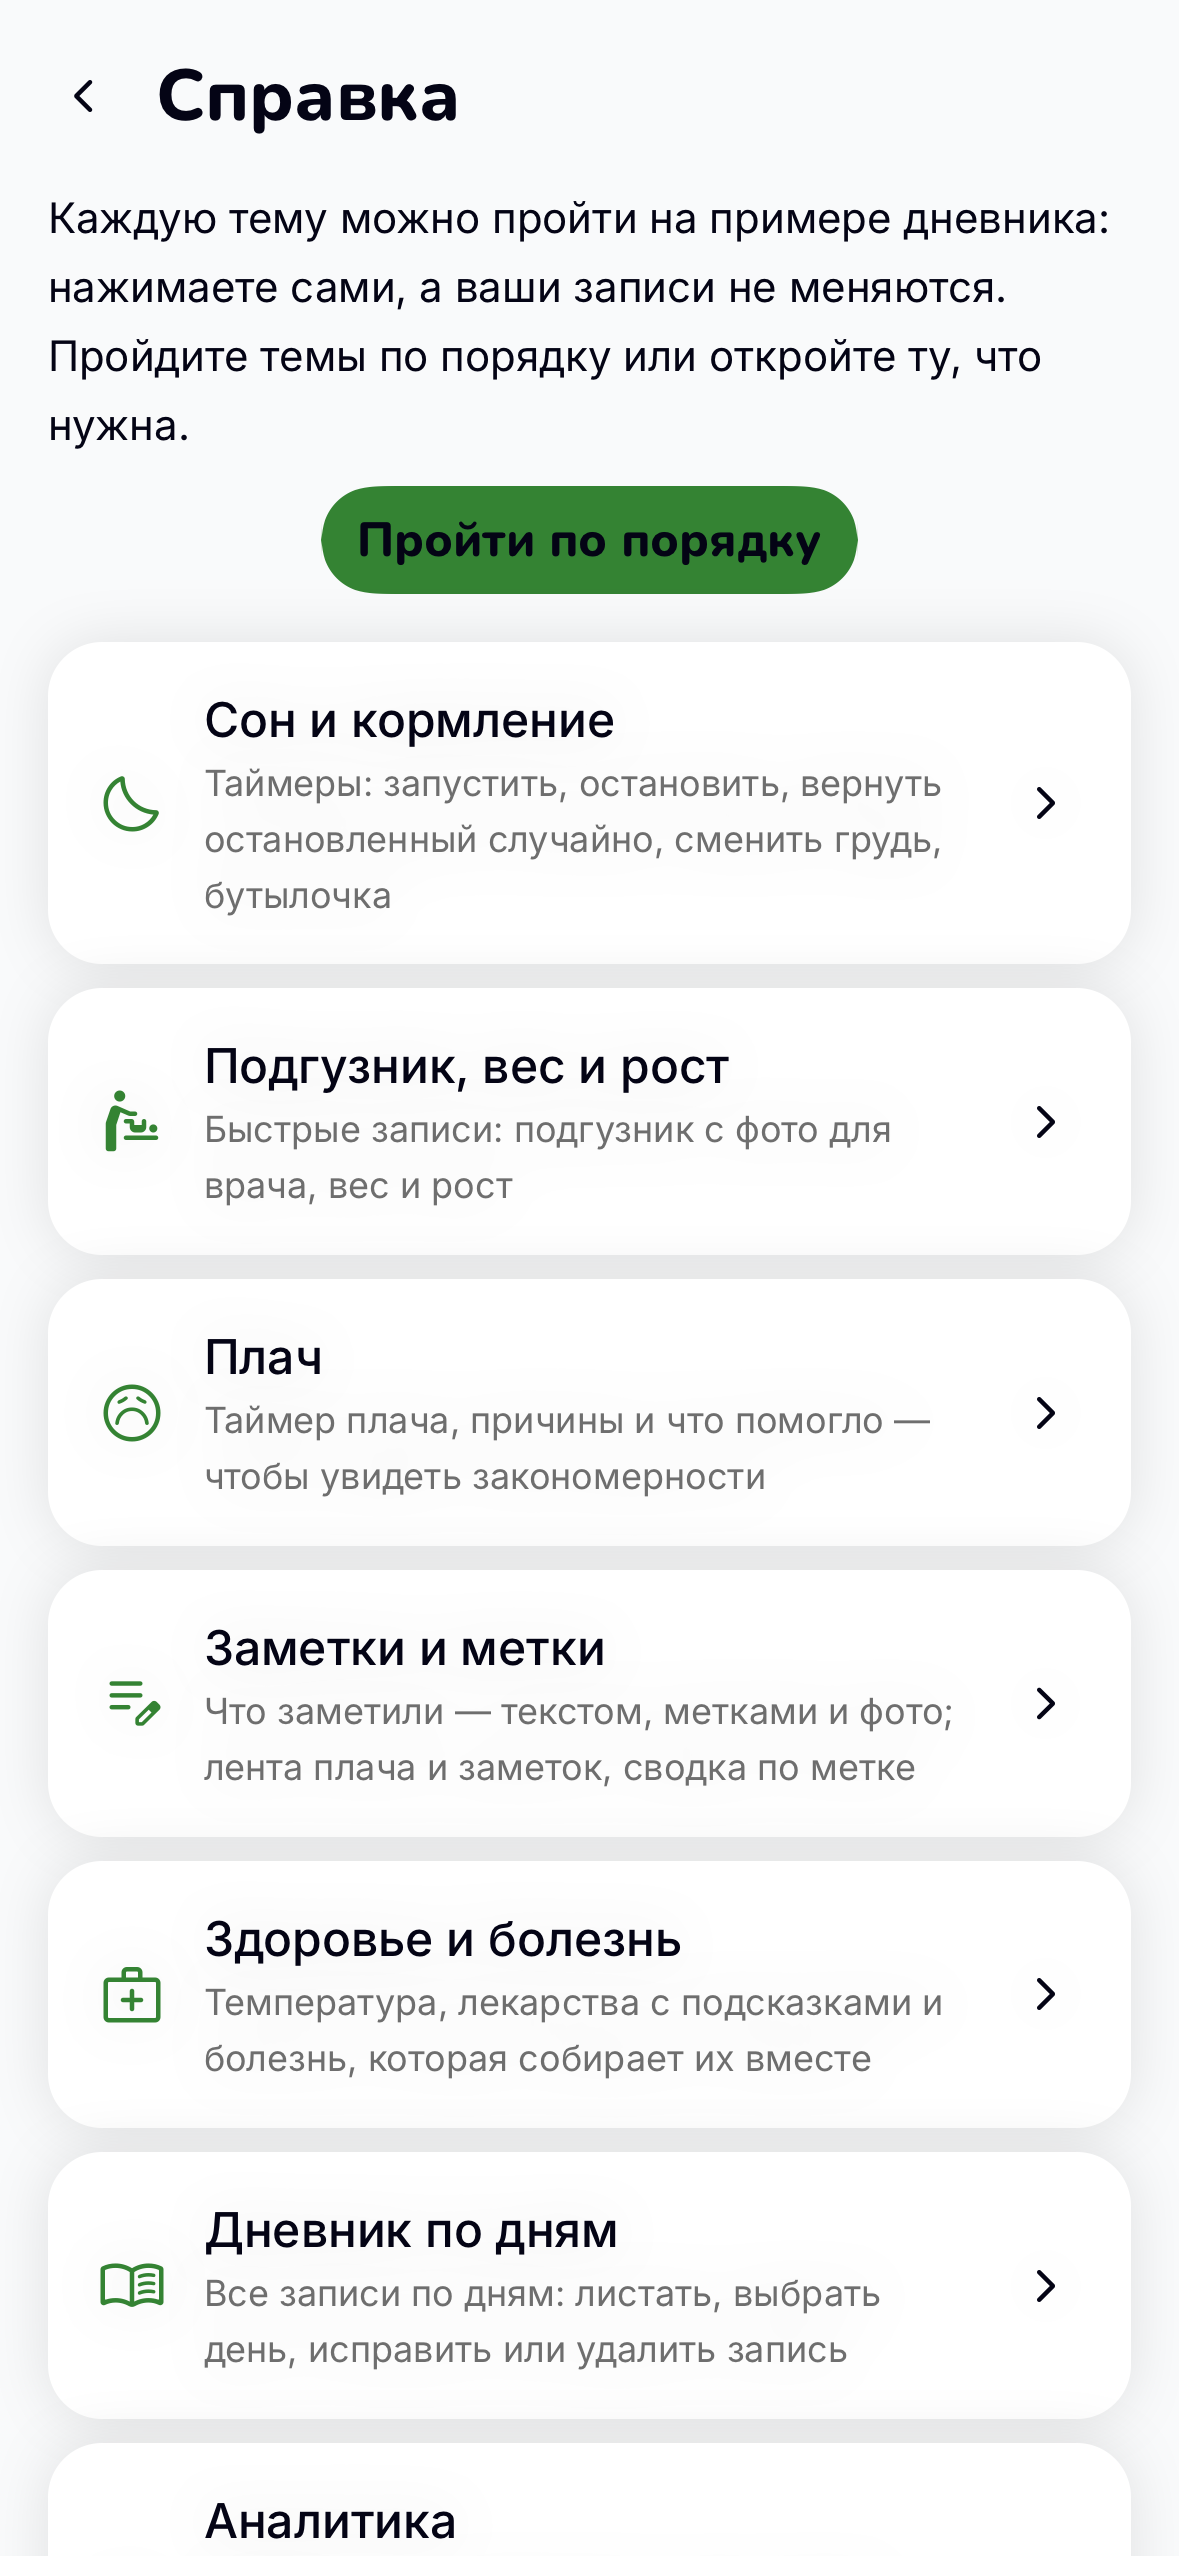 Справка
Каждую тему можно пройти на примере дневника:
нажимаете сами, а ваши записи не меняются.
Пройдите темы по порядку или откройте ту, что
нужна.
Пройти по порядку
Сон и кормление
Таймеры: запустить, остановить, вернуть
остановленный случайно, сменить грудь,
бутылочка
Подгузник, вес и рост
Быстрые записи: подгузник с фото для
врача, вес и рост
Плач
Таймер плача, причины и что помогло —
чтобы увидеть закономерности
Заметки и метки
Что заметили — текстом, метками и фото;
лента плача и заметок, сводка по метке
Здоровье и болезнь
Температура, лекарства с подсказками и
болезнь, которая собирает их вместе
Дневник по дням
Все записи по дням: листать, выбрать
день, исправить или удалить запись
Аналитика